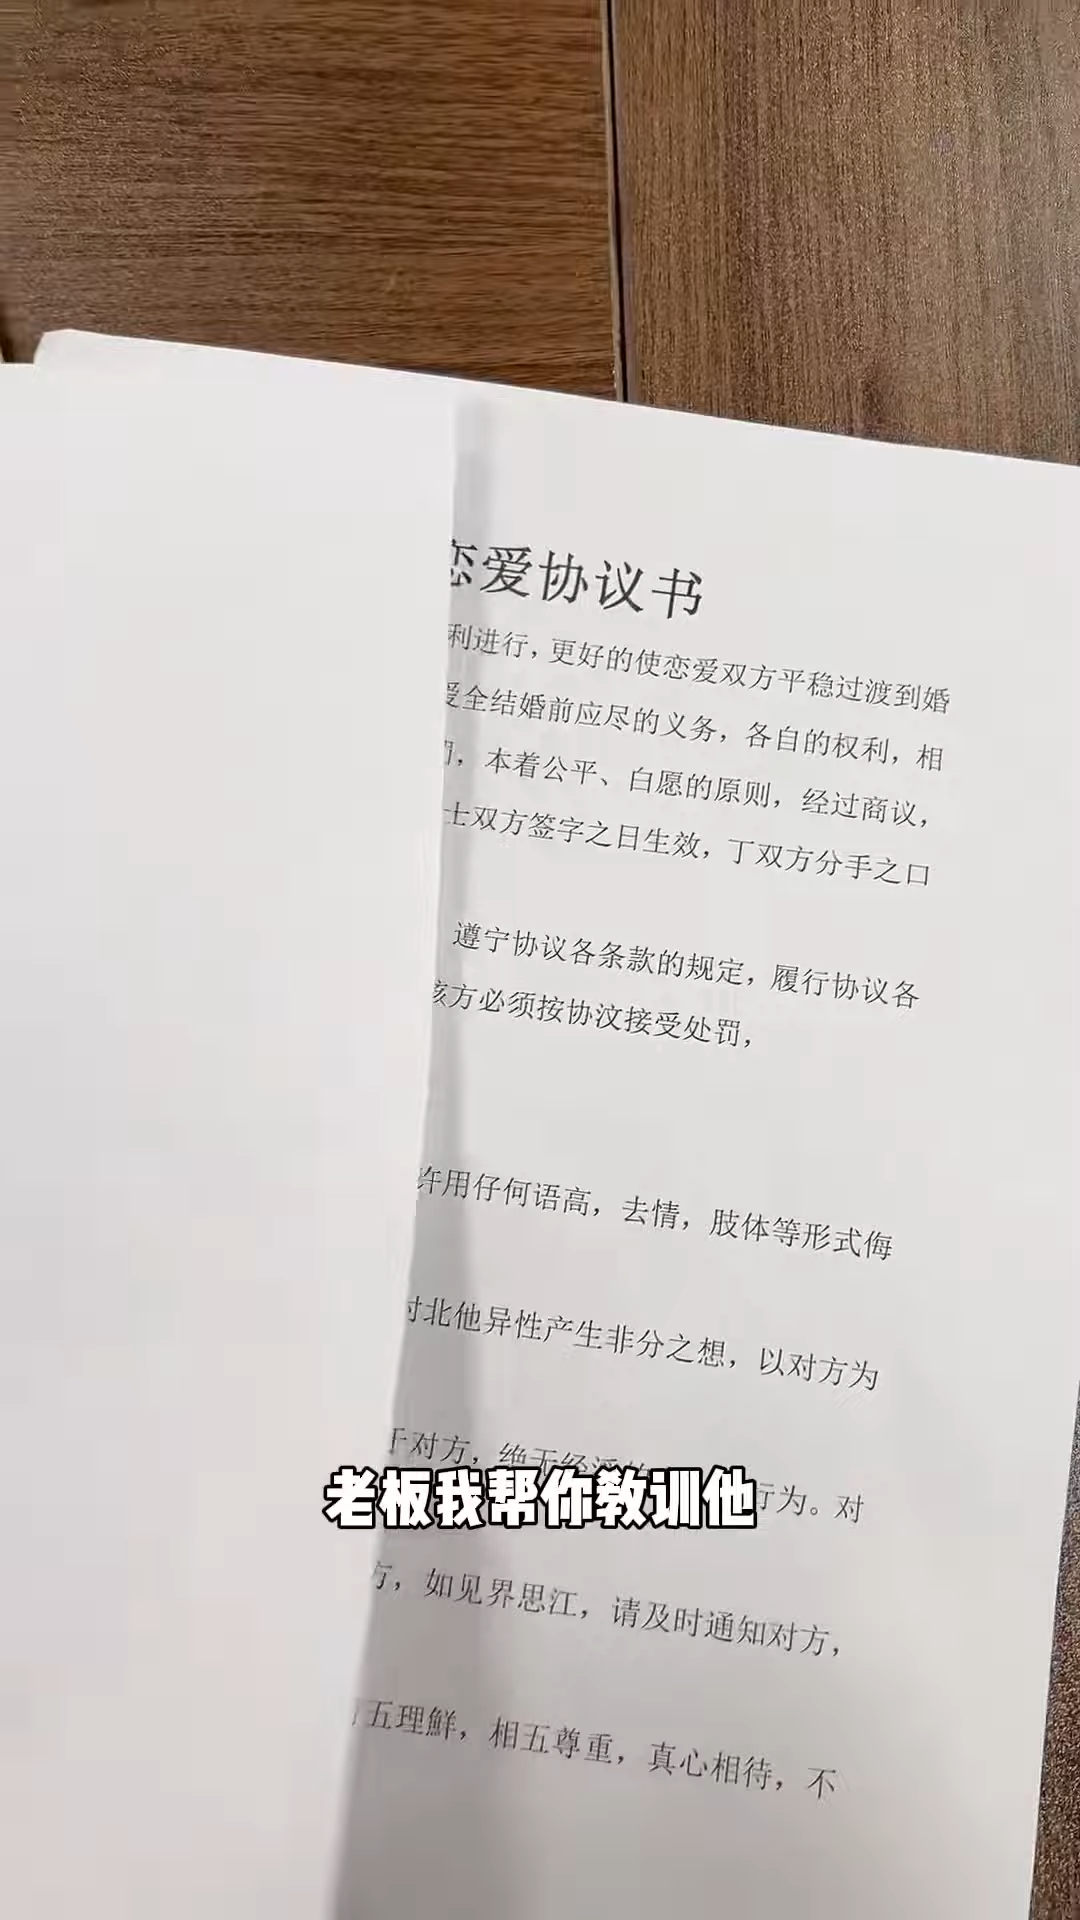 恋爱协议书
利进行，更好的使恋爱双方平稳过渡到婚
爱全结婚前应尽的义务，各自的权利，相
，本着公平、白愿的原则，经过商议，
士双方签字之日生效，丁双方分手之口
遵宁协议各条款的规定，履行协议各
该方必须按协汶接受处罚，
许用仔何语高，去情，肢体等形式侮
对北他异性产生非分之想，以对方为
于对方，绝无经 行为。对
老板我帮你教训他
方，如见界思江，请及时通知对方，
五理鲜，相五尊重，真心相待，不